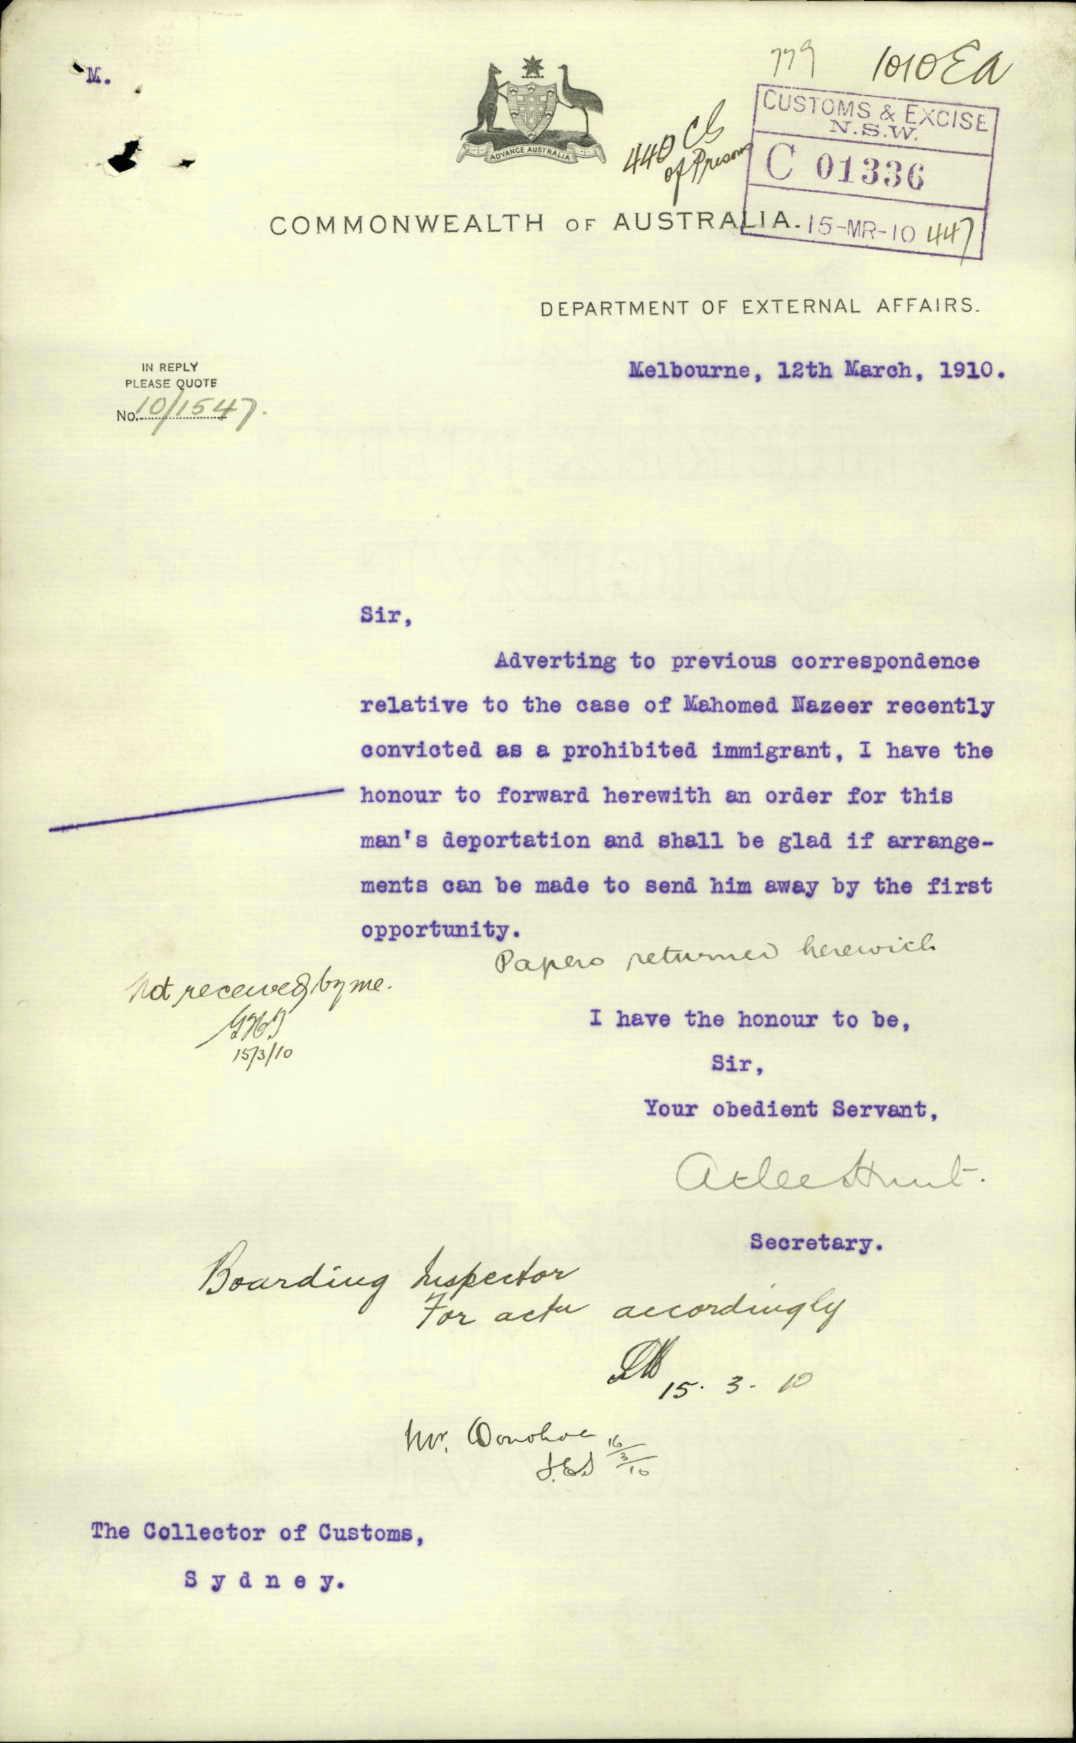 M.
779
1010 EA
ADVANCE AUSTRALIA
440 CG
of Prisons
CUSTOMS & EXCISE
N.S.W.
C 01336
15-MR-10 447
COMMONWEALTH OF AUSTRALIA.
DEPARTMENT OF EXTERNAL AFFAIRS.
IN REPLY
PLEASE QUOTE
No. 10/1547.
Melbourne, 12th March, 1910.
Sir,
Adverting to previous correspondence
relative to the case of Mahomed Nazeer recently
convicted as a prohibited immigrant, I have the
honour to forward herewith an order for this
man's deportation and shall be glad if arrange-
ments can be made to send him away by the first
opportunity.
Papers returned herewith
Not received by me.
15/3/10
I have the honour to be,
Sir,
Your obedient Servant,
Atlee Hunt.
Secretary.
Boarding Inspector
For actn accordingly
15. 3. 10
Mr. Donohoe
16/3/10
The Collector of Customs,
Sydney.